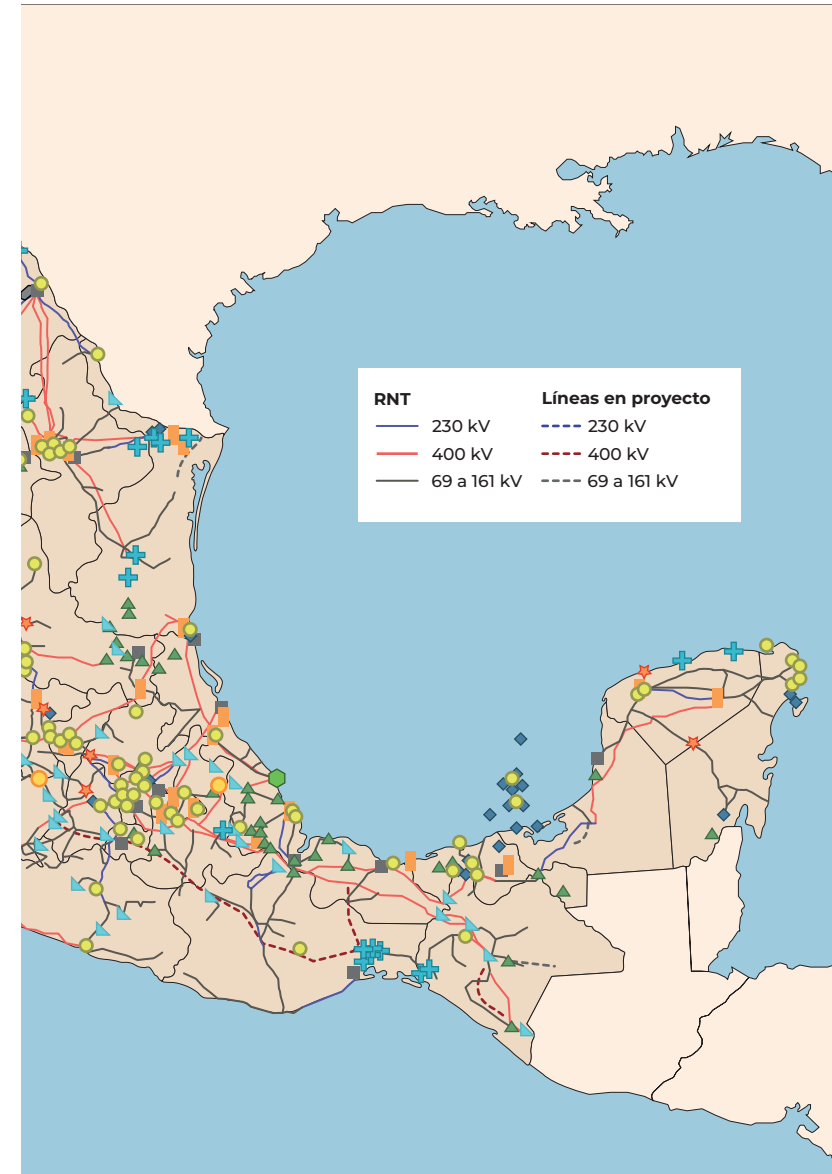 RNT Líneas en proyecto
230 kV 230 kV
400 kV 400 kV
69 a 161 kV 69 a 161 kV